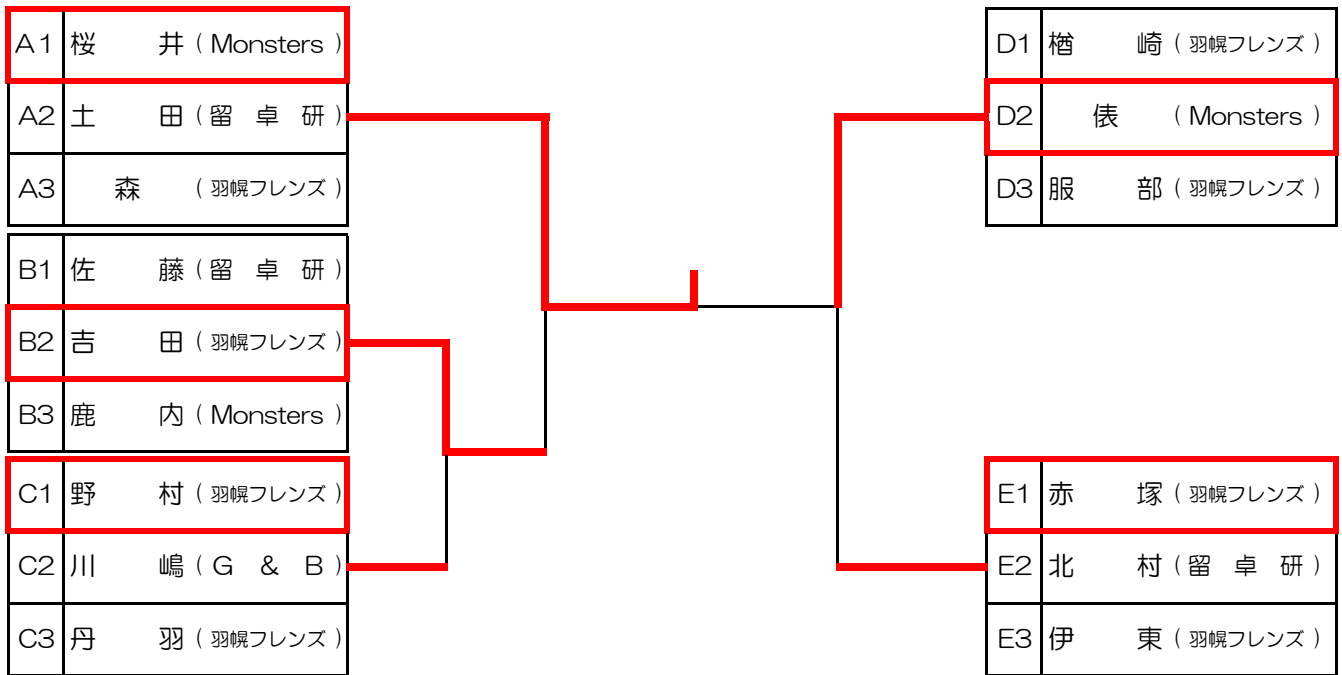 A1 桜 井 ( Monsters )
A2 土 田 ( 留 卓 研 )
A3 森 ( 羽幌フレンズ )
B1 佐 藤 ( 留 卓 研 )
B2 吉 田 ( 羽幌フレンズ )
B3 鹿 内 ( Monsters )
C1 野 村 ( 羽幌フレンズ )
C2 川 嶋 ( G & B )
C3 丹 羽 ( 羽幌フレンズ )
D1 楢 崎 ( 羽幌フレンズ )
D2 俵 ( Monsters )
D3 服 部 ( 羽幌フレンズ )
E1 赤 塚 ( 羽幌フレンズ )
E2 北 村 ( 留 卓 研 )
E3 伊 東 ( 羽幌フレンズ )